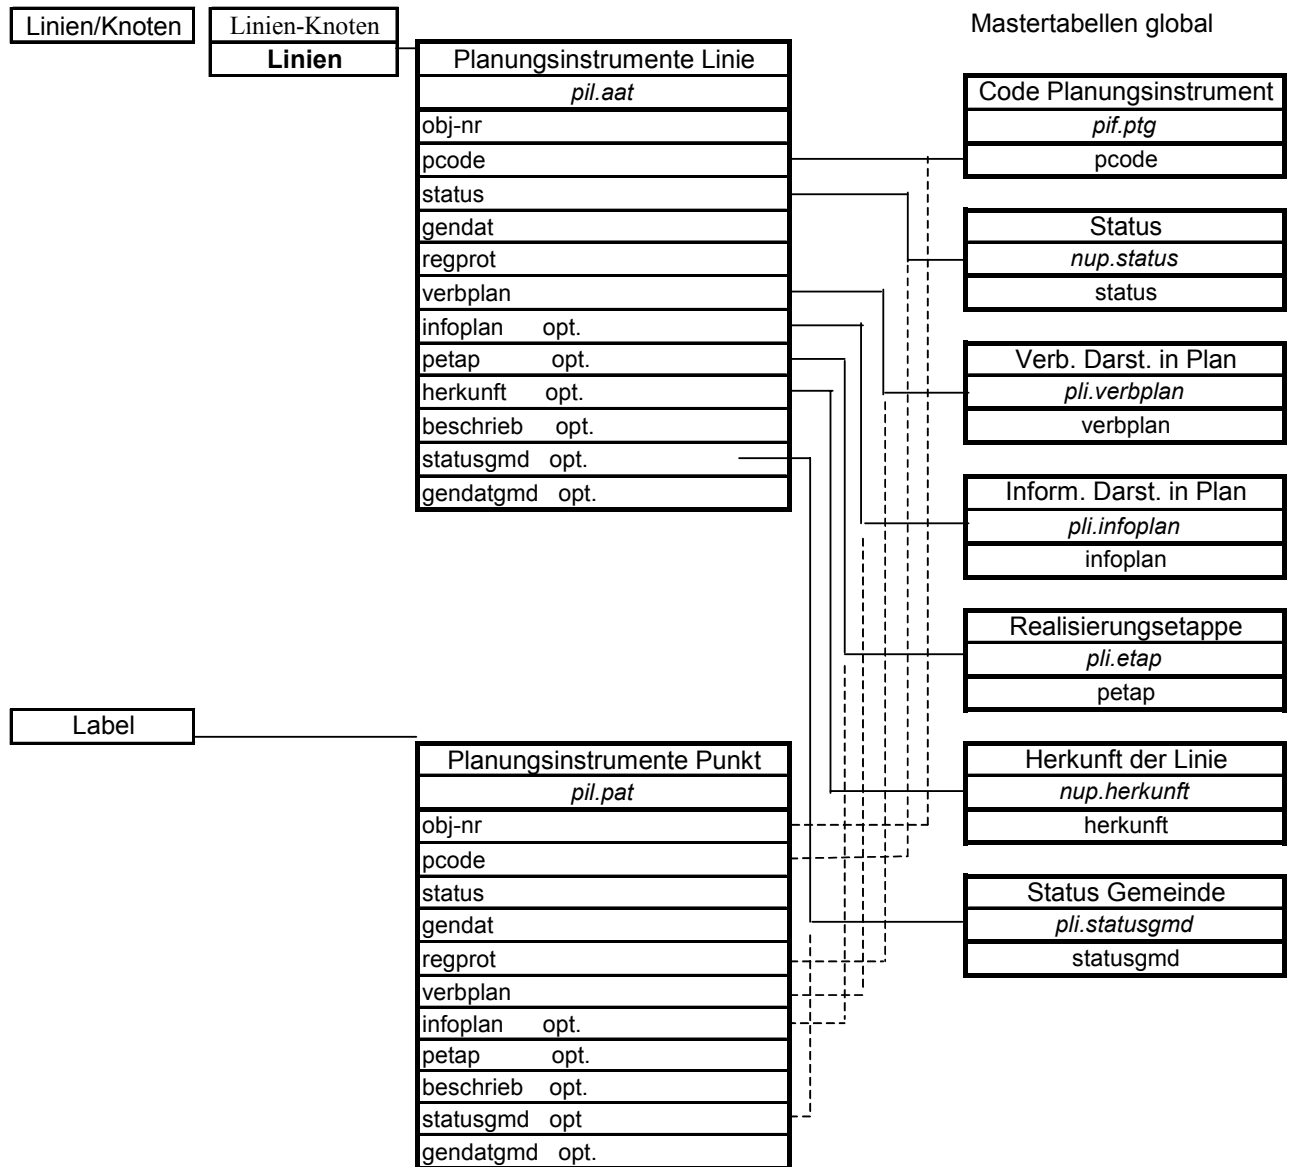 Linien/Knoten
Linien-Knoten
Linien
Planungsinstrumente Linie
pil.aat
obj-nr
pcode
status
gendat
regprot
verbplan
infoplan opt.
petap opt.
herkunft opt.
beschrieb opt.
statusgmd opt.
gendatgmd opt.
Label
Planungsinstrumente Punkt
pil.pat
obj-nr
pcode
status
gendat
regprot
verbplan
infoplan opt.
petap opt.
beschrieb opt.
statusgmd opt
gendatgmd opt.
Mastertabellen global
Code Planungsinstrument
pif.ptg
pcode
Status
nup.status
status
Verb. Darst. in Plan
pli.verbplan
verbplan
Inform. Darst. in Plan
pli.infoplan
infoplan
Realisierungsetappe
pli.etap
petap
Herkunft der Linie
nup.herkunft
herkunft
Status Gemeinde
pli.statusgmd
statusgmd